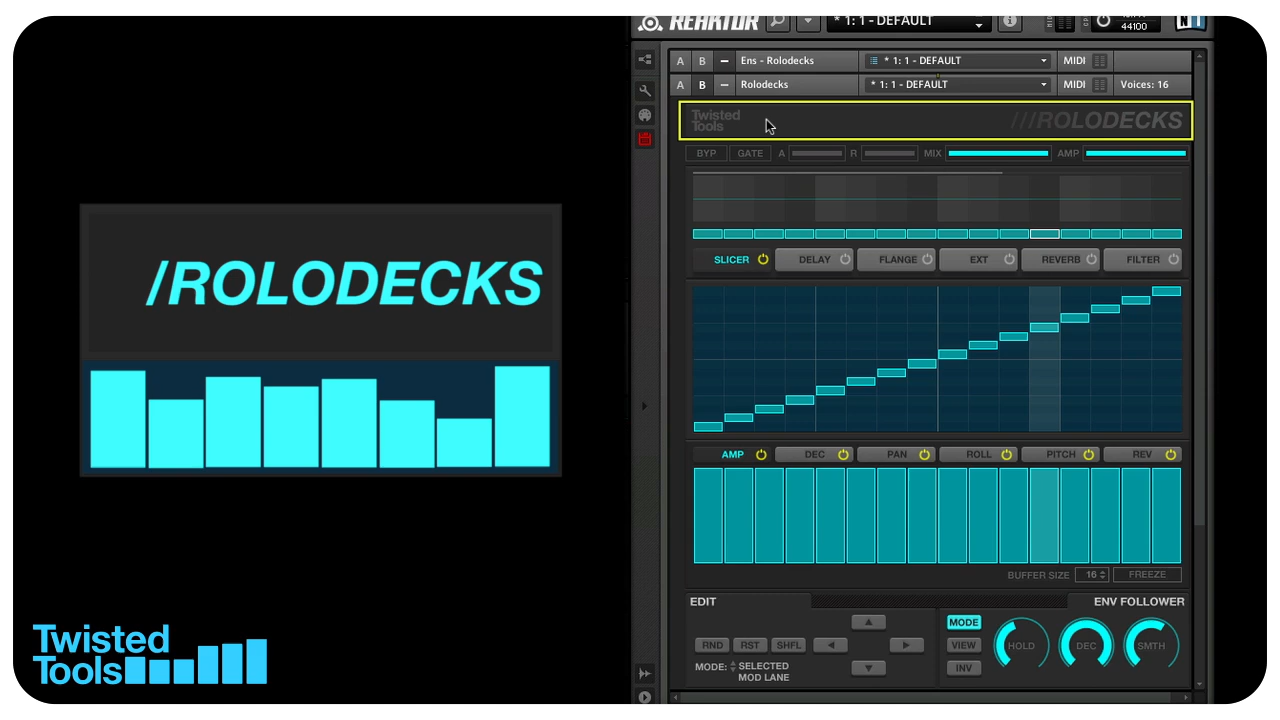 REAKTOR
* 1: 1 - DEFAULT
44100
A B Ens - Rolodecks * 1: 1 - DEFAULT MIDI
A B Rolodecks * 1: 1 - DEFAULT MIDI Voices: 16
Twisted
Tools
///ROLODECKS
BYP GATE A R MIX AMP
SLICER DELAY FLANGE EXT REVERB FILTER
/ROLODECKS
AMP DEC PAN ROLL PITCH REV
BUFFER SIZE 16 FREEZE
EDIT
ENV FOLLOWER
RND RST SHFL
MODE: SELECTED
MOD LANE
MODE
VIEW
INV
HOLD DEC SMTH
Twisted
Tools